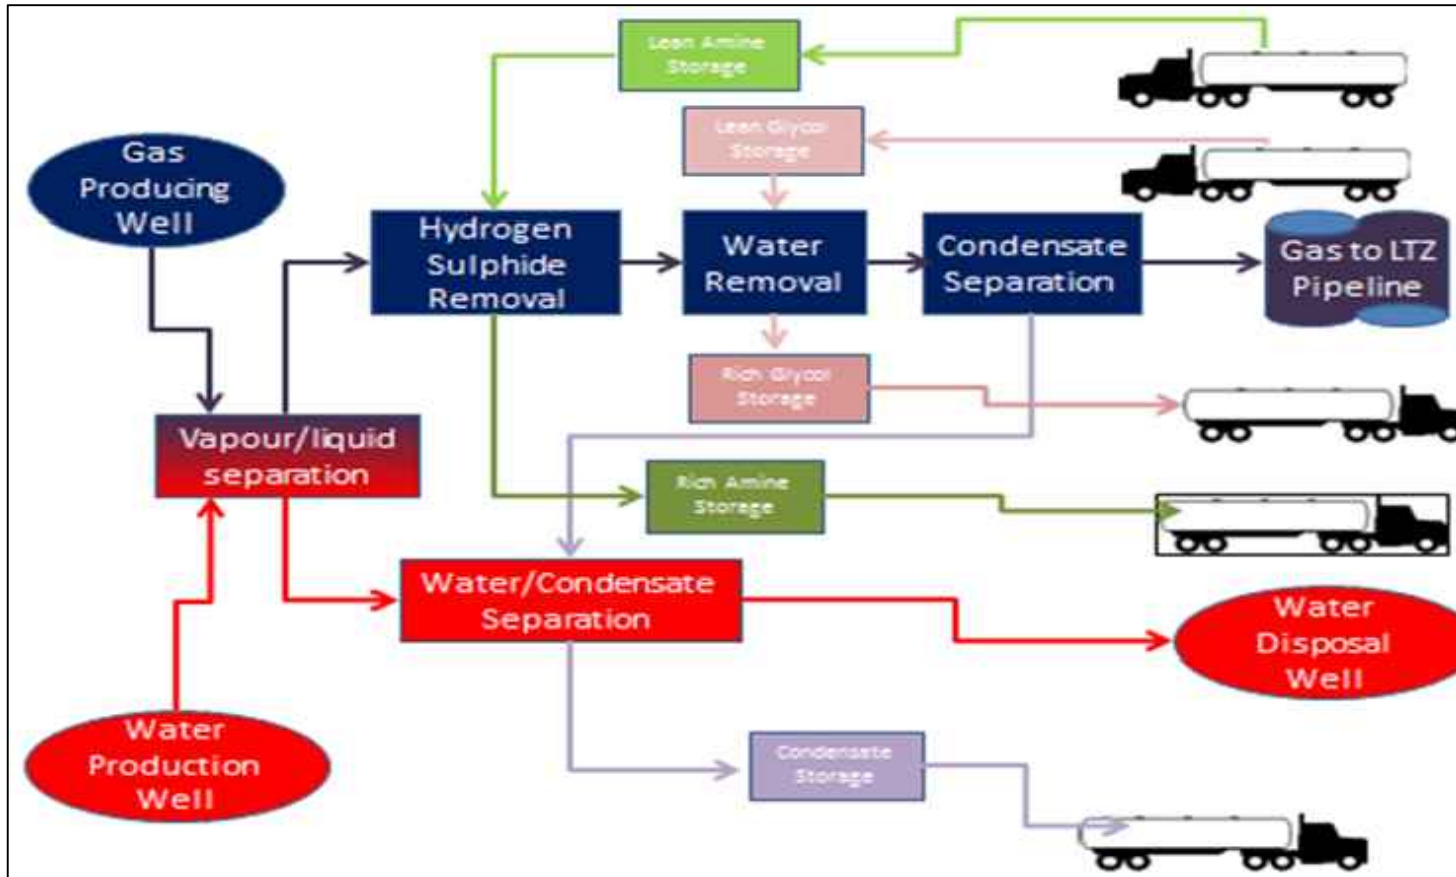 Lean Amine
Storage
Lean Glycol
Storage
Gas
Producing
Well
Hydrogen
Sulphide
Removal
Water
Removal
Condensate
Separation
Gas to LTZ
Pipeline
Rich Glycol
Storage
Vapour/liquid
separation
Rich Amine
Storage
Water/Condensate
Separation
Water
Disposal
Well
Water
Production
Well
Condensate
Storage